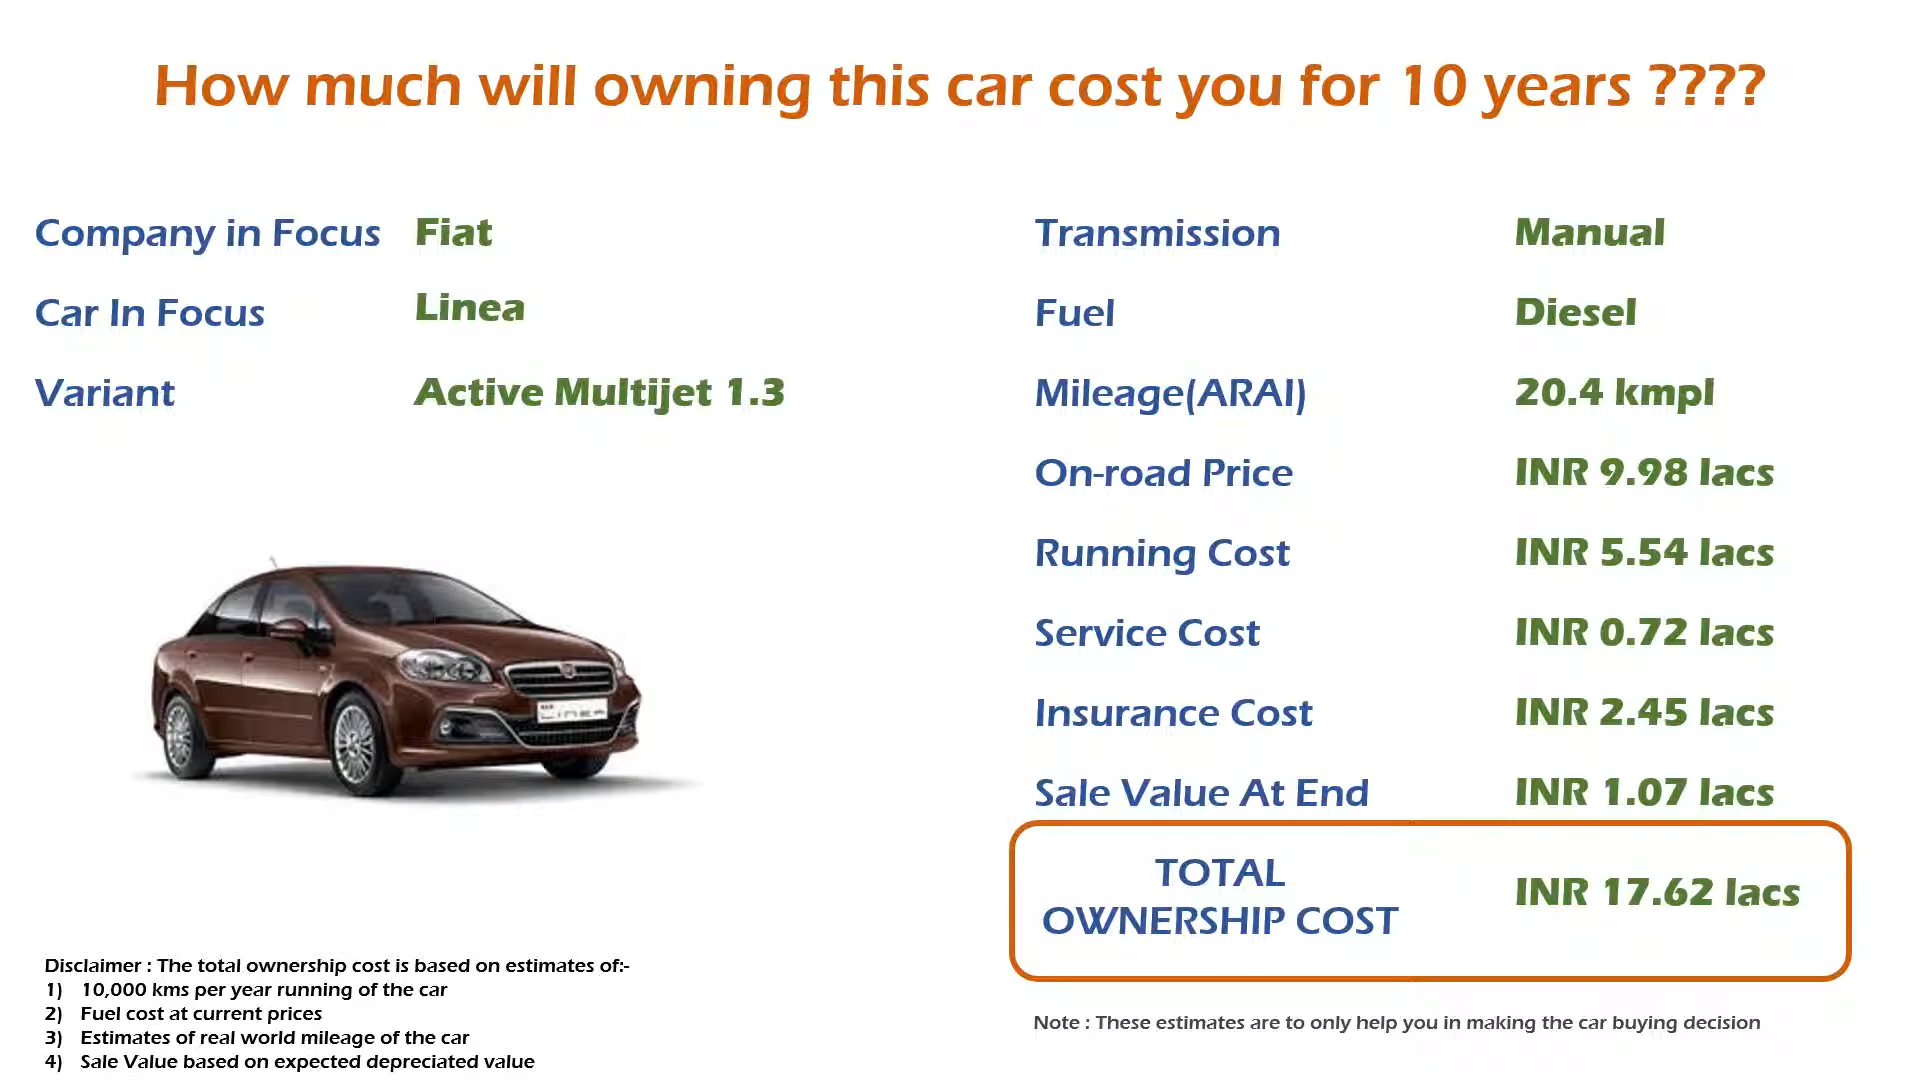 How much will owning this car cost you for 10 years ????
Company in Focus Fiat
Car In Focus Linea
Variant Active Multijet 1.3
Transmission Manual
Fuel Diesel
Mileage(ARAI) 20.4 kmpl
On-road Price INR 9.98 lacs
Running Cost INR 5.54 lacs
Service Cost INR 0.72 lacs
Insurance Cost INR 2.45 lacs
Sale Value At End INR 1.07 lacs
TOTAL
OWNERSHIP COST INR 17.62 lacs
LINEA
Disclaimer : The total ownership cost is based on estimates of:-
1) 10,000 kms per year running of the car
2) Fuel cost at current prices
3) Estimates of real world mileage of the car
4) Sale Value based on expected depreciated value
Note : These estimates are to only help you in making the car buying decision